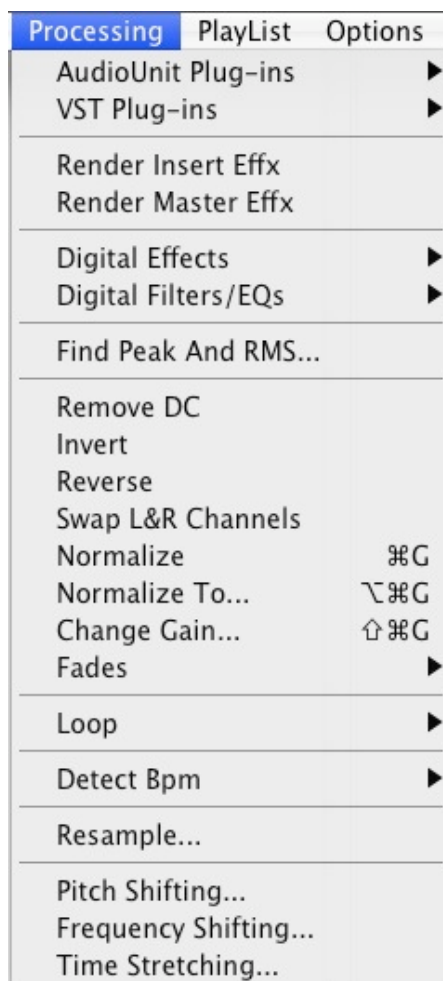 Processing PlayList Options
AudioUnit Plug-ins ▶
VST Plug-ins ▶
Render Insert Effx
Render Master Effx
Digital Effects ▶
Digital Filters/EQs ▶
Find Peak And RMS...
Remove DC
Invert
Reverse
Swap L&R Channels
Normalize ⌘G
Normalize To... ⌥⌘G
Change Gain... ⇧⌘G
Fades ▶
Loop ▶
Detect Bpm ▶
Resample...
Pitch Shifting...
Frequency Shifting...
Time Stretching...